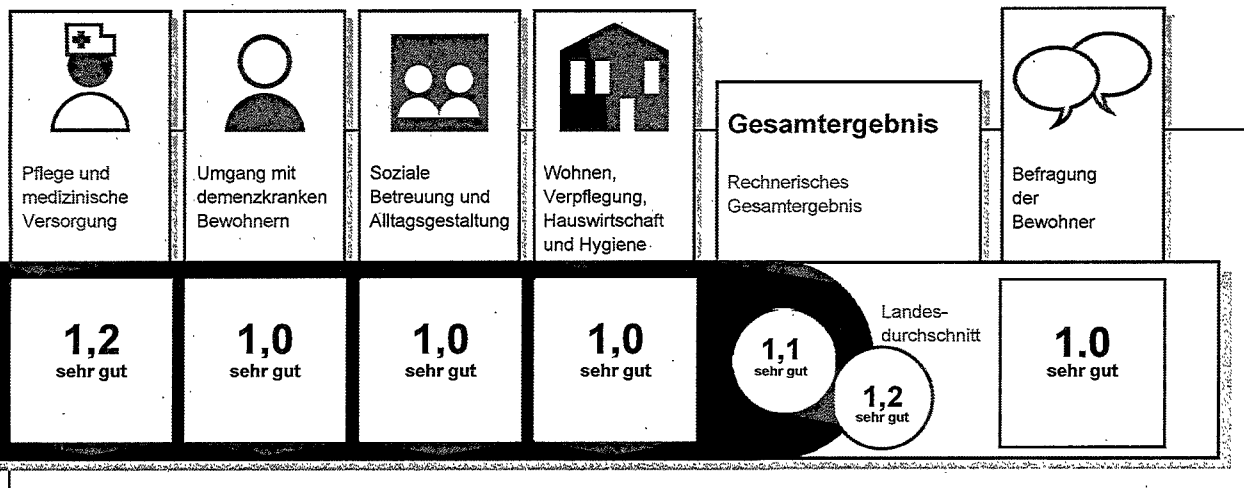 Pflege und
medizinische
Versorgung
Umgang mit
demenzkranken
Bewohnern
Soziale
Betreuung und
Alltagsgestaltung
Wohnen,
Verpflegung,
Hauswirtschaft
und Hygiene
Gesamtergebnis
Rechnerisches
Gesamtergebnis
Befragung
der
Bewohner
1,2
sehr gut
1,0
sehr gut
1,0
sehr gut
1,0
sehr gut
1,1
sehr gut
Landes-
durchschnitt
1,2
sehr gut
1.0
sehr gut